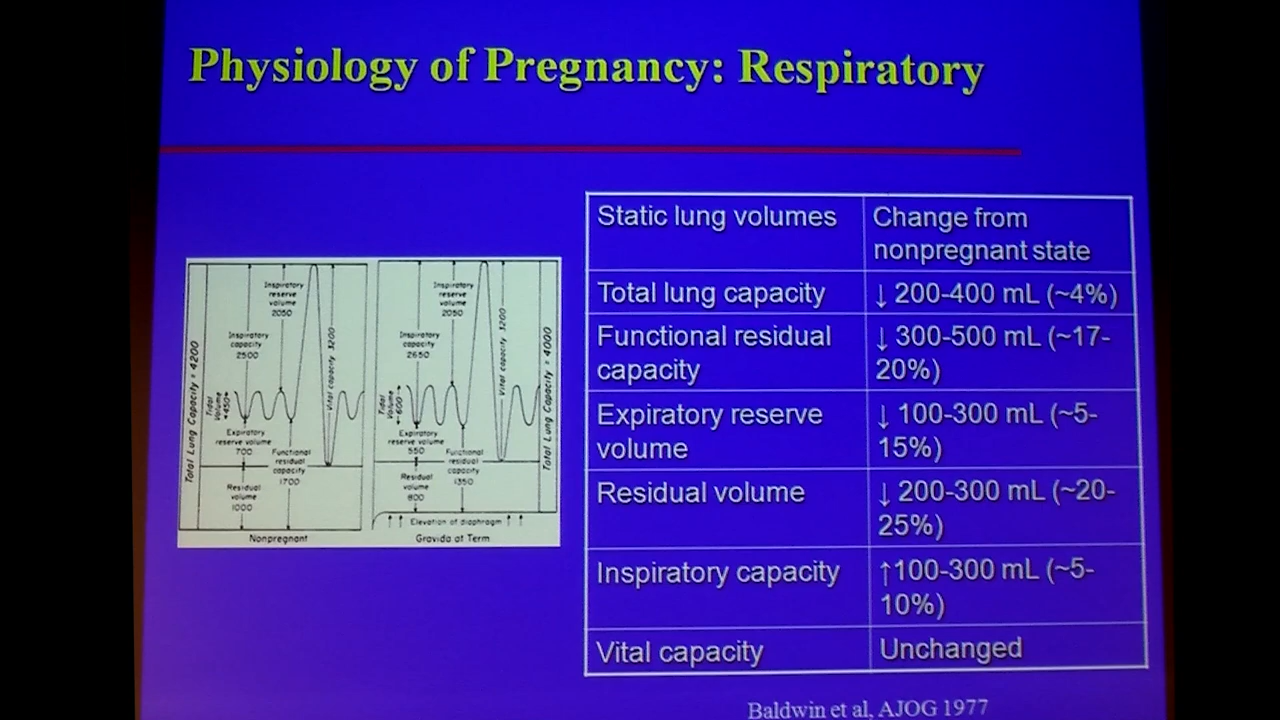 Physiology of Pregnancy: Respiratory
Inspiratory
reserve
volume
2050
Inspiratory
capacity
2500
Vital capacity 3200
Total Lung Capacity = 4200
Tidal
Volume
450
Expiratory
reserve volume
700
Functional
residual
capacity
1700
Residual
volume
1000
Nonpregnant
Inspiratory
reserve
volume
2050
Inspiratory
capacity
2650
Vital capacity 3200
Total Lung Capacity = 4000
Tidal
Volume
600
Expiratory
reserve volume
550
Functional
residual
capacity
1350
Residual
volume
800
Elevation of diaphragm
Gravida at Term
Static lung volumes
Change from
nonpregnant state
Total lung capacity
↓ 200-400 mL (~4%)
Functional residual
capacity
↓ 300-500 mL (~17-
20%)
Expiratory reserve
volume
↓ 100-300 mL (~5-
15%)
Residual volume
↓ 200-300 mL (~20-
25%)
Inspiratory capacity
↑100-300 mL (~5-
10%)
Vital capacity
Unchanged
Baldwin et al, AJOG 1977